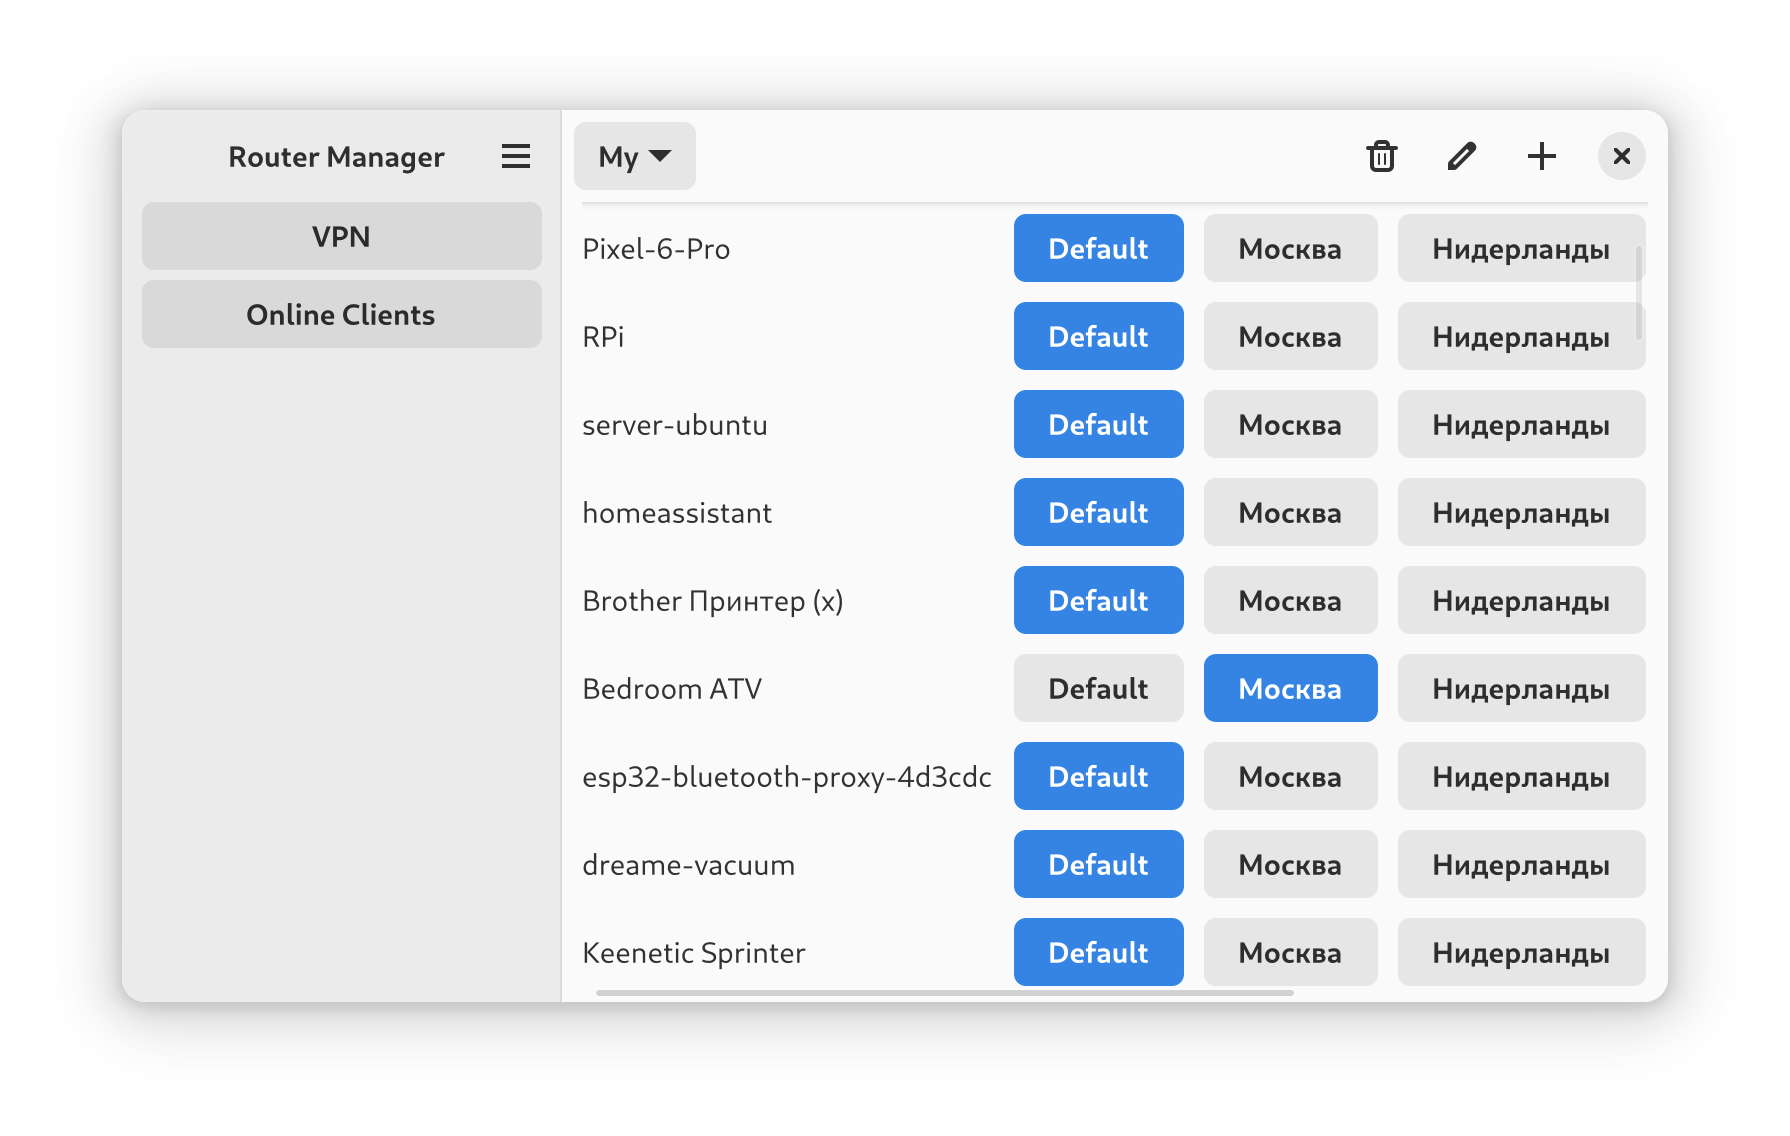 Router Manager
My
VPN
Online Clients
Pixel-6-Pro Default Москва Нидерланды
RPi Default Москва Нидерланды
server-ubuntu Default Москва Нидерланды
homeassistant Default Москва Нидерланды
Brother Принтер (x) Default Москва Нидерланды
Bedroom ATV Default Москва Нидерланды
esp32-bluetooth-proxy-4d3cdc Default Москва Нидерланды
dreame-vacuum Default Москва Нидерланды
Keenetic Sprinter Default Москва Нидерланды